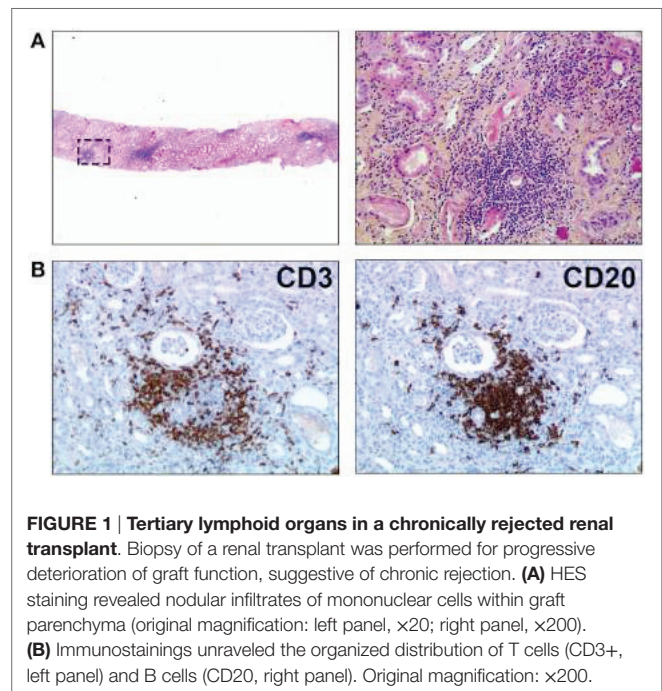 A
B
CD3
CD20
FIGURE 1 | Tertiary lymphoid organs in a chronically rejected renal
transplant. Biopsy of a renal transplant was performed for progressive
deterioration of graft function, suggestive of chronic rejection. (A) HES
staining revealed nodular infiltrates of mononuclear cells within graft
parenchyma (original magnification: left panel, ×20; right panel, ×200).
(B) Immunostainings unraveled the organized distribution of T cells (CD3+,
left panel) and B cells (CD20, right panel). Original magnification: ×200.